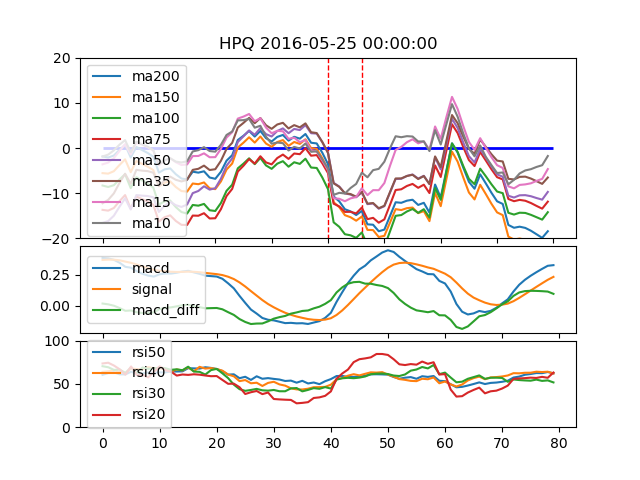 HPQ 2016-05-25 00:00:00
20
10
0
−10
−20
ma200
ma150
ma100
ma75
ma50
ma35
ma15
ma10
0.25
0.00
macd
signal
macd_diff
100
50
0
rsi50
rsi40
rsi30
rsi20
0 10 20 30 40 50 60 70 80